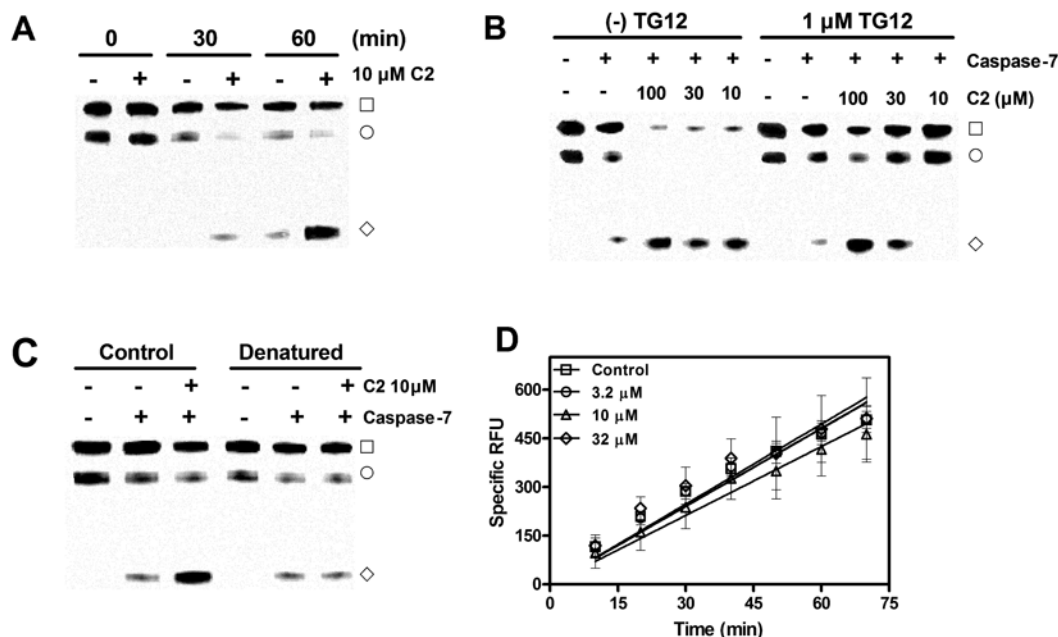 A
0 30 60 (min)
- + - + - + 10 µM C2
B
(-) TG12 1 µM TG12
- + + + + - + + + + Caspase-7
- - 100 30 10 - - 100 30 10 C2 (µM)
C
Control Denatured
- - + - - + C2 10µM
- + + - + + Caspase-7
D
Control
3.2 µM
10 µM
32 µM
600
450
300
150
0
Specific RFU
0 15 30 45 60 75
Time (min)